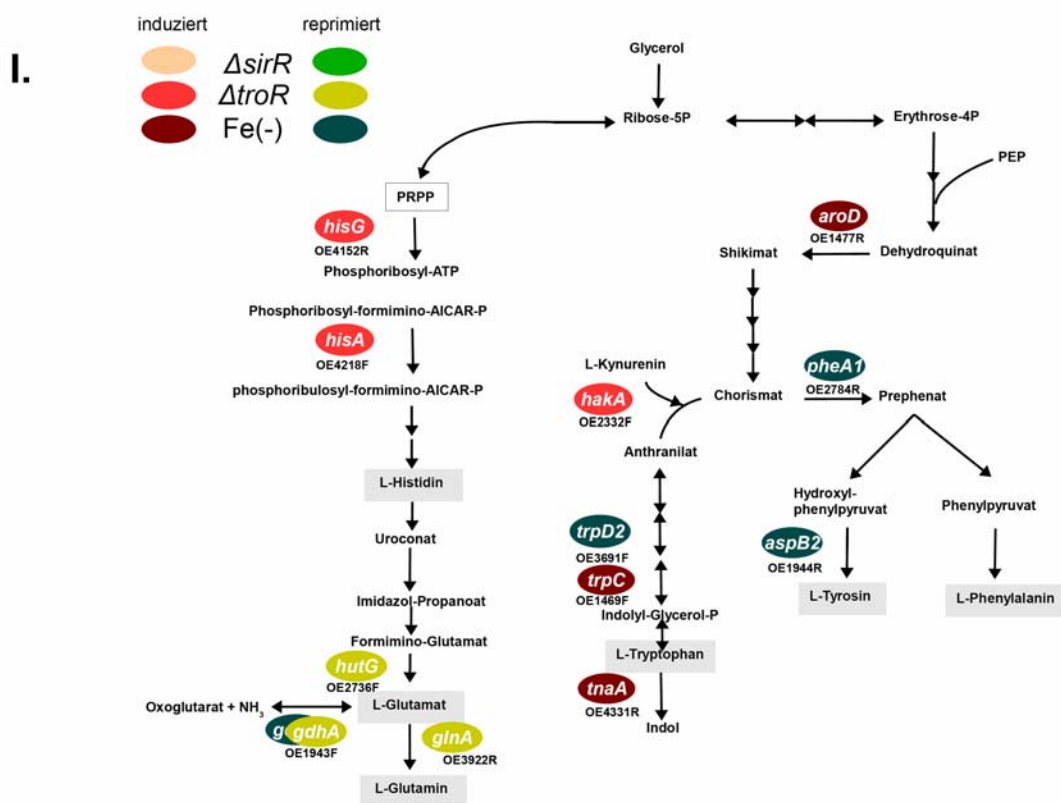 I.
induziert
reprimiert
ΔsirR
ΔtroR
Fe(-)
Glycerol
Ribose-5P
Erythrose-4P
PEP
PRPP
hisG
OE4152R
Phosphoribosyl-ATP
aroD
OE1477R
Shikimat
Dehydroquinat
Phosphoribosyl-formimino-AICAR-P
hisA
OE4218F
phosphoribulosyl-formimino-AICAR-P
L-Kynurenin
hakA
OE2332F
Chorismat
pheA1
OE2784R
Prephenat
Anthranilat
L-Histidin
Hydroxyl-
phenylpyruvat
Phenylpyruvat
Uroconat
trpD2
OE3691F
aspB2
OE1944R
trpC
OE1469F
Imidazol-Propanoat
Indolyl-Glycerol-P
L-Tyrosin
L-Phenylalanin
Formimino-Glutamat
hutG
OE2736F
L-Tryptophan
tnaA
OE4331R
Oxoglutarat + NH3
L-Glutamat
g
gdhA
OE1943F
glnA
OE3922R
Indol
L-Glutamin